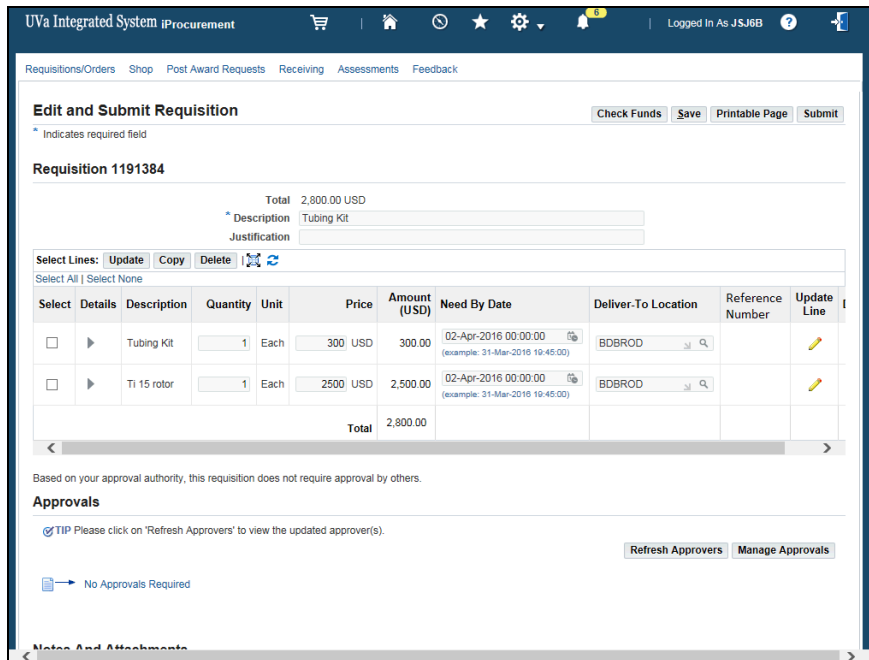 UVa Integrated System iProcurement
6
Logged In As JSJ6B
?
Requisitions/Orders Shop Post Award Requests Receiving Assessments Feedback
Edit and Submit Requisition
Check Funds Save Printable Page Submit
* Indicates required field
Requisition 1191384
Total 2,800.00 USD
* Description Tubing Kit
Justification
Select Lines: Update Copy Delete |
Select All | Select None
Select Details Description Quantity Unit Price Amount (USD) Need By Date Deliver-To Location Reference Number Update Line
Tubing Kit 1 Each 300 USD 300.00 02-Apr-2016 00:00:00 BDBROD
(example: 31-Mar-2016 19:45:00)
Ti 15 rotor 1 Each 2500 USD 2,500.00 02-Apr-2016 00:00:00 BDBROD
(example: 31-Mar-2016 19:45:00)
Total 2,800.00
Based on your approval authority, this requisition does not require approval by others.
Approvals
TIP Please click on 'Refresh Approvers' to view the updated approver(s).
Refresh Approvers Manage Approvals
No Approvals Required
Notes And Attachments